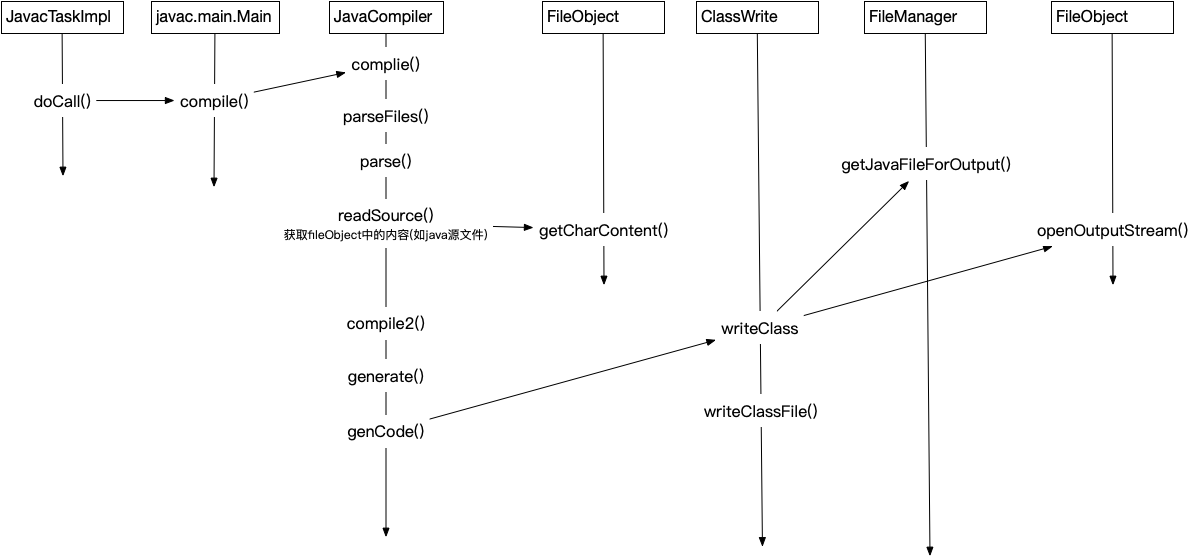 JavacTaskImpl
javac.main.Main
JavaCompiler
FileObject
ClassWrite
FileManager
FileObject
complie()
doCall()
compile()
parseFiles()
parse()
getJavaFileForOutput()
readSource()
获取fileObject中的内容(如java源文件)
getCharContent()
openOutputStream()
compile2()
writeClass
generate()
writeClassFile()
genCode()